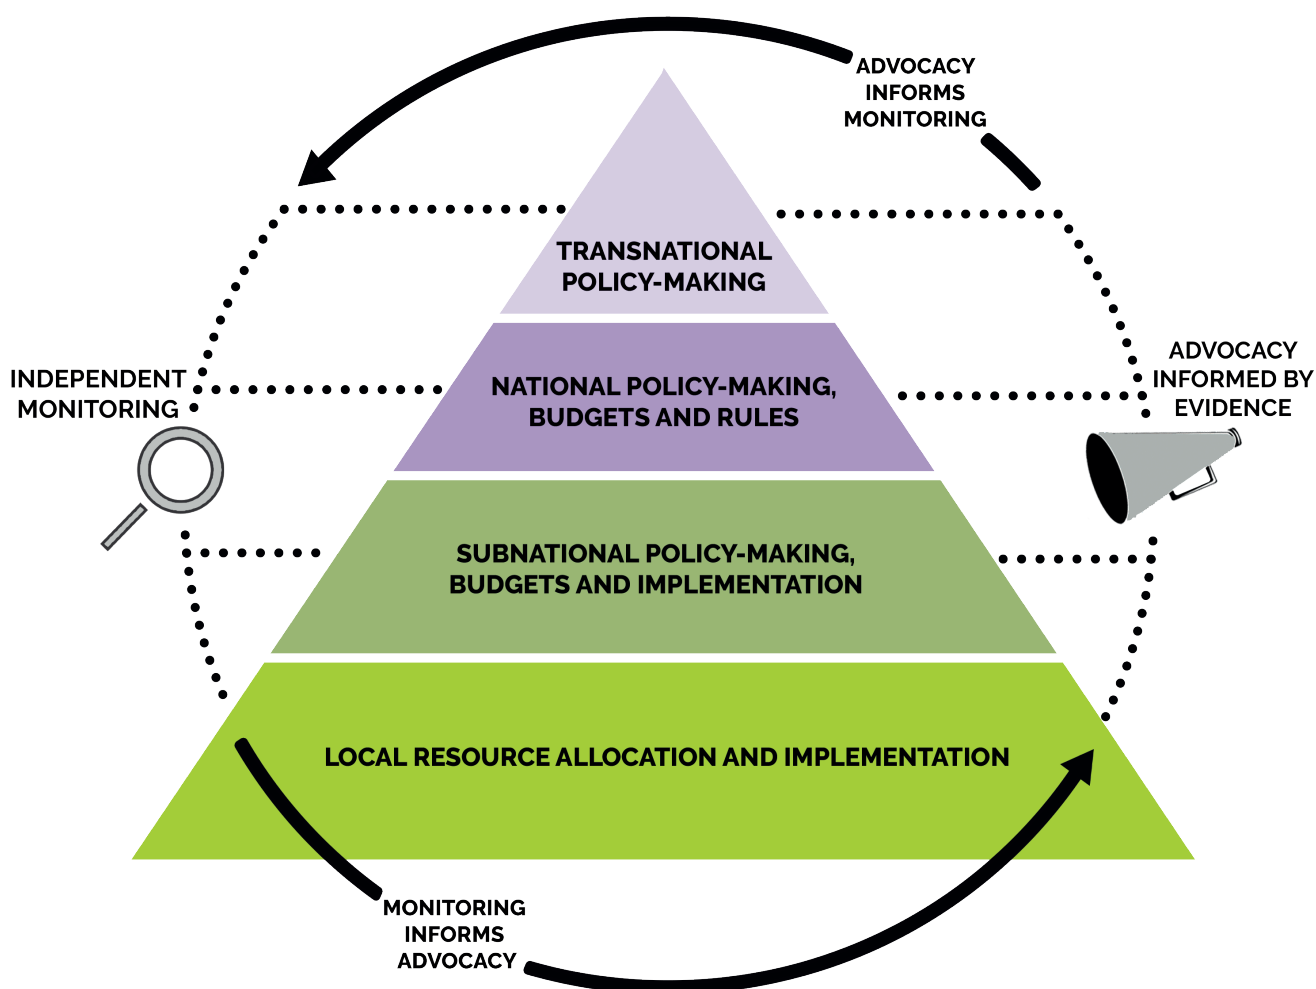 ADVOCACY
INFORMS
MONITORING
TRANSNATIONAL
POLICY-MAKING
INDEPENDENT
MONITORING
NATIONAL POLICY-MAKING,
BUDGETS AND RULES
ADVOCACY
INFORMED BY
EVIDENCE
SUBNATIONAL POLICY-MAKING,
BUDGETS AND IMPLEMENTATION
LOCAL RESOURCE ALLOCATION AND IMPLEMENTATION
MONITORING
INFORMS
ADVOCACY